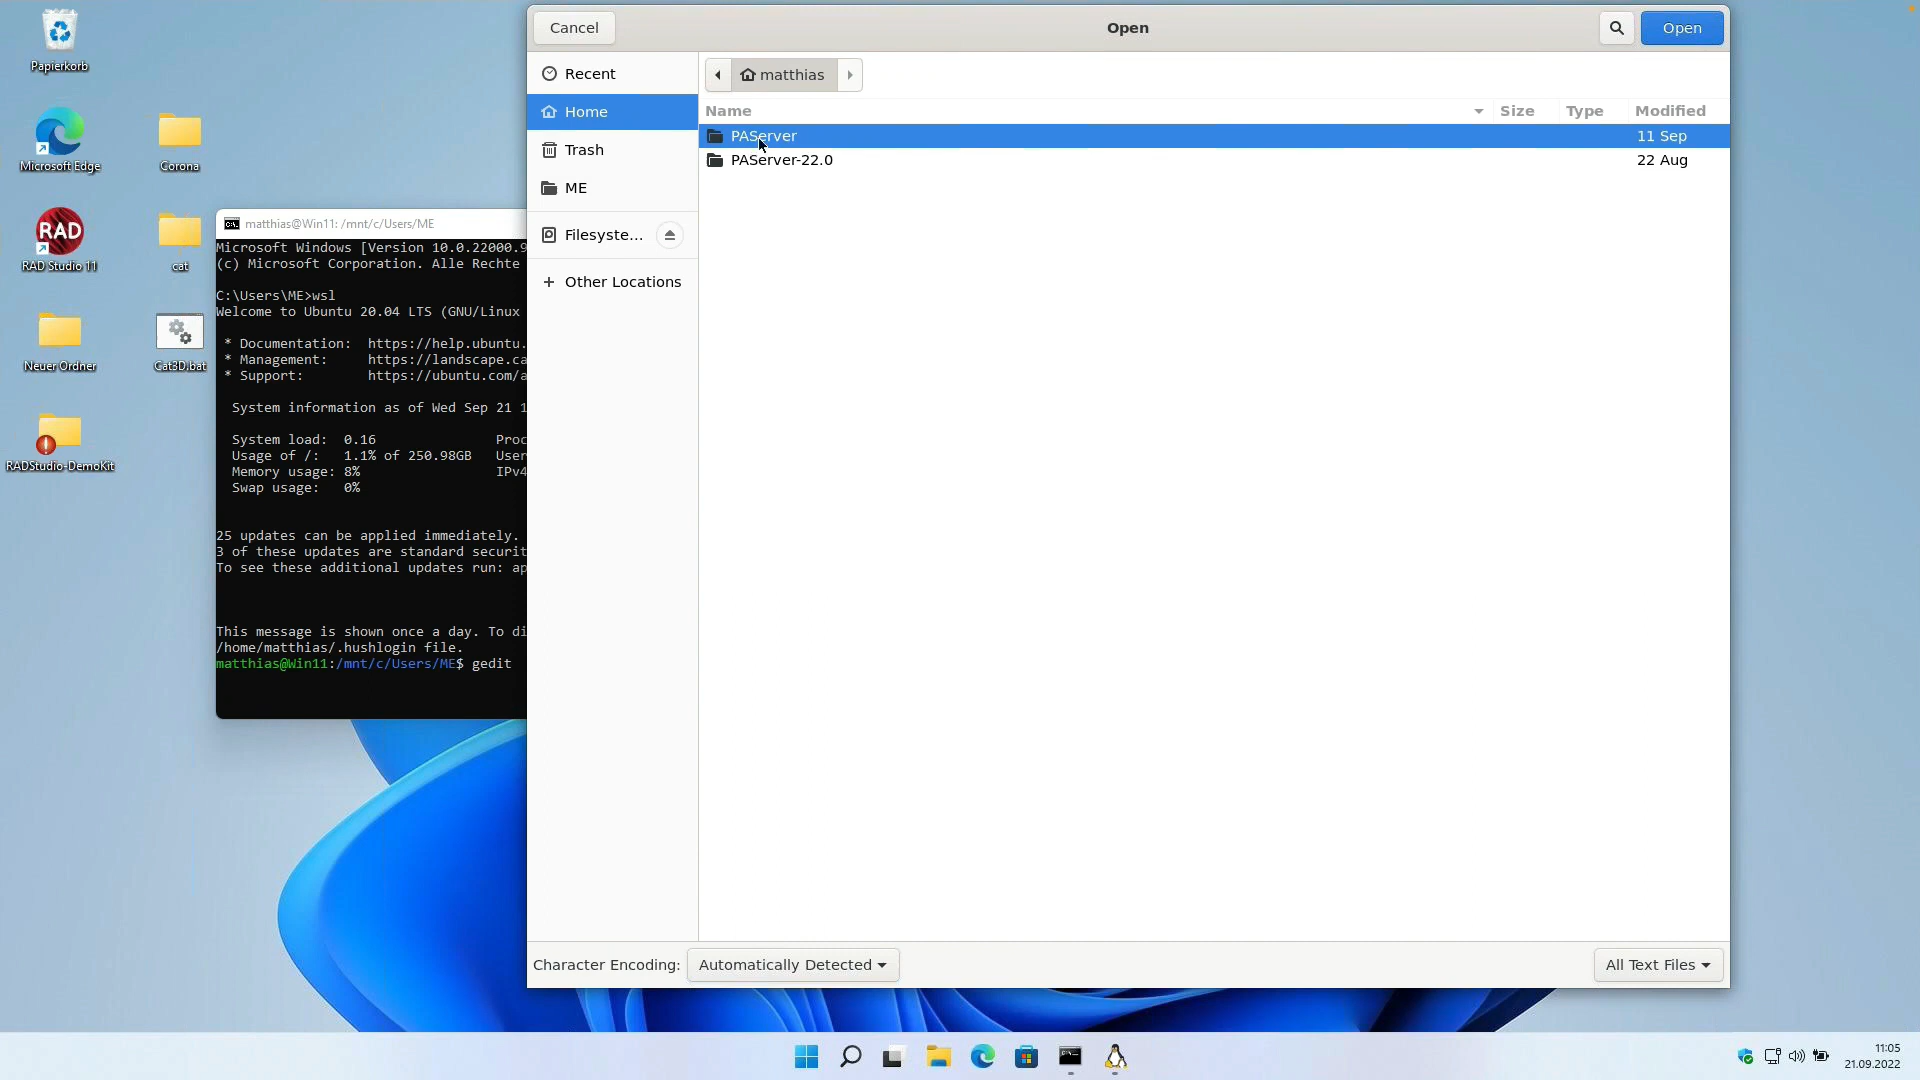 Papierkorb
Microsoft Edge
Corona
RAD
RAD Studio 11
cat
Neuer Ordner
Cat3D.bat
RADStudio-DemoKit
matthias@Win11: /mnt/c/Users/ME
Microsoft Windows [Version 10.0.22000.9
(c) Microsoft Corporation. Alle Rechte
C:\Users\ME>wsl
Welcome to Ubuntu 20.04 LTS (GNU/Linux
* Documentation: https://help.ubuntu.
* Management: https://landscape.ca
* Support: https://ubuntu.com/a
System information as of Wed Sep 21 1
System load: 0.16 Proc
Usage of /: 1.1% of 250.98GB User
Memory usage: 8% IPv4
Swap usage: 0%
25 updates can be applied immediately.
3 of these updates are standard securit
To see these additional updates run: ap
This message is shown once a day. To di
/home/matthias/.hushlogin file.
matthias@Win11:/mnt/c/Users/ME$ gedit
Cancel
Open
Open
Recent
Home
Trash
ME
Filesyste...
+ Other Locations
matthias
Name Size Type Modified
PAServer 11 Sep
PAServer-22.0 22 Aug
Character Encoding: Automatically Detected
All Text Files
11:05
21.09.2022